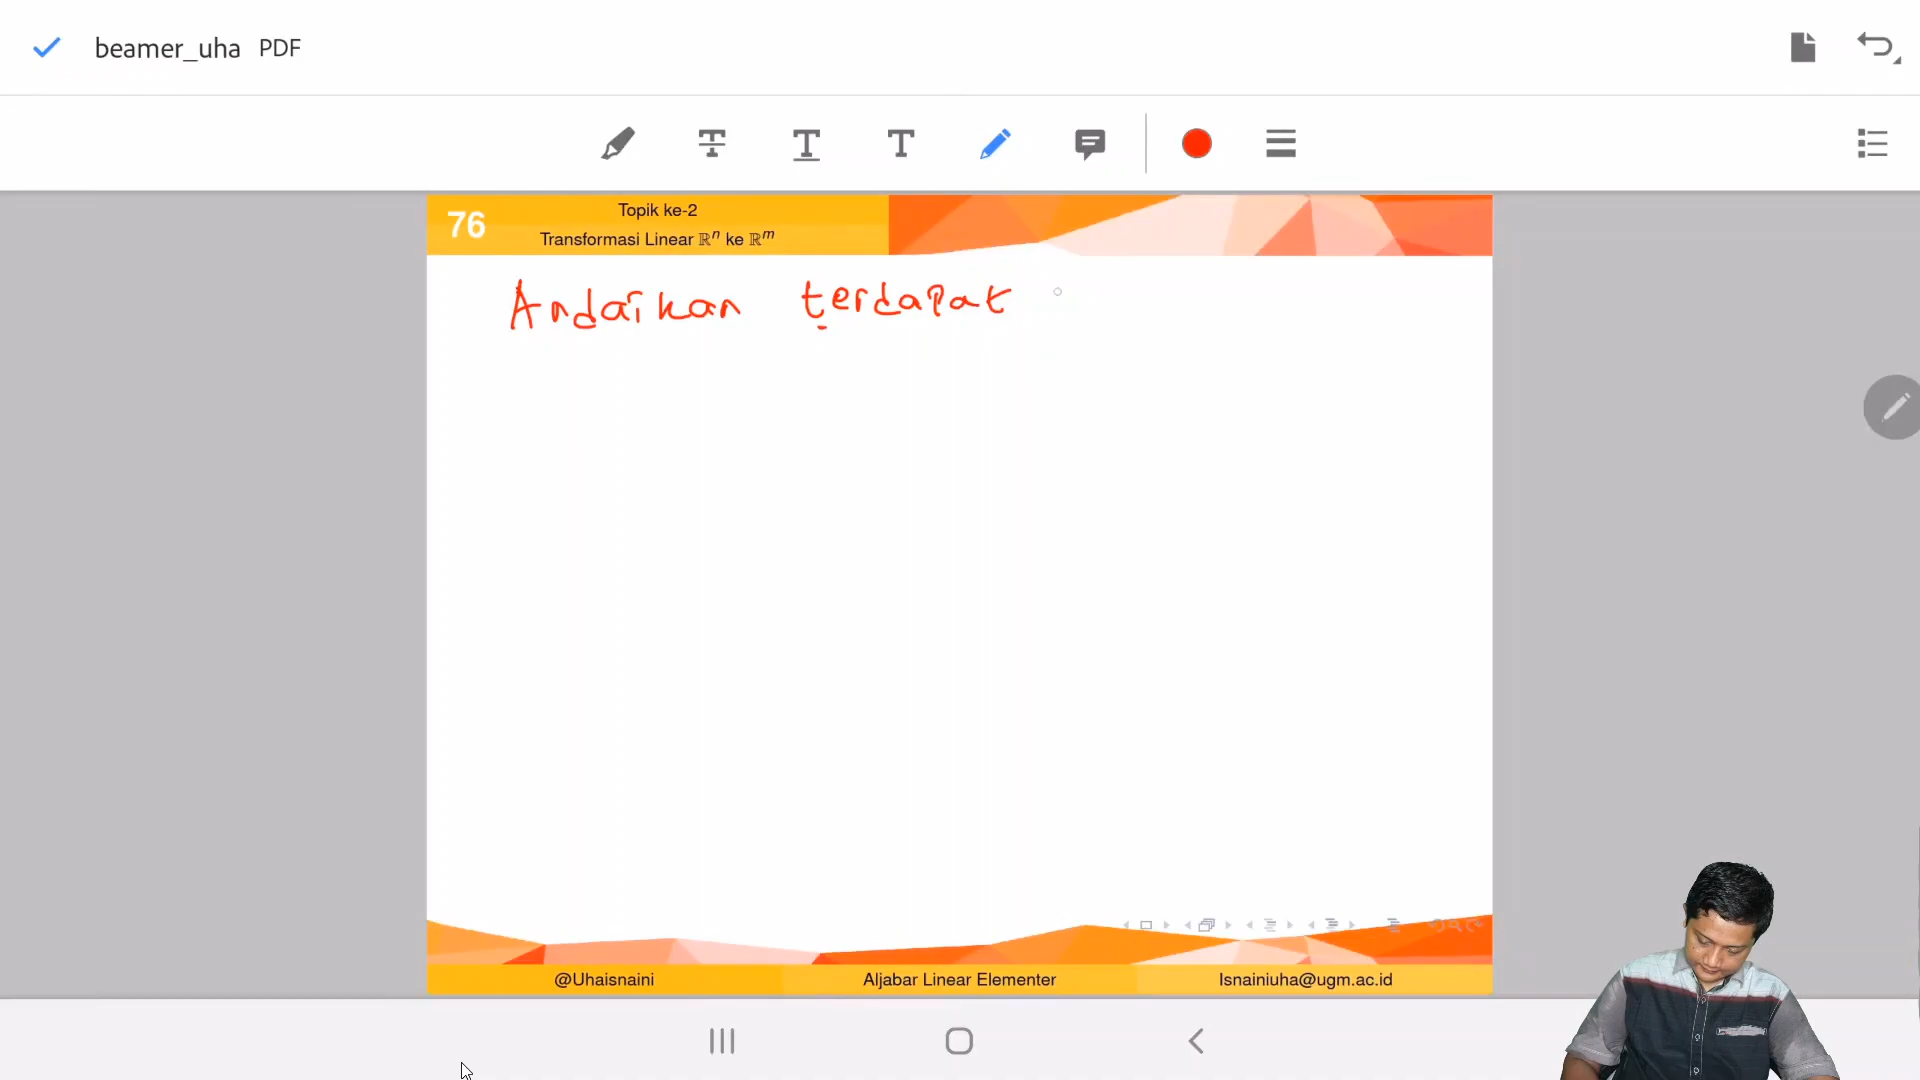 beamer_uha PDF
76
Topik ke-2
Transformasi Linear ℝⁿ ke ℝᵐ
Andaikan terdapat
@Uhaisnaini
Aljabar Linear Elementer
Isnainiuha@ugm.ac.id